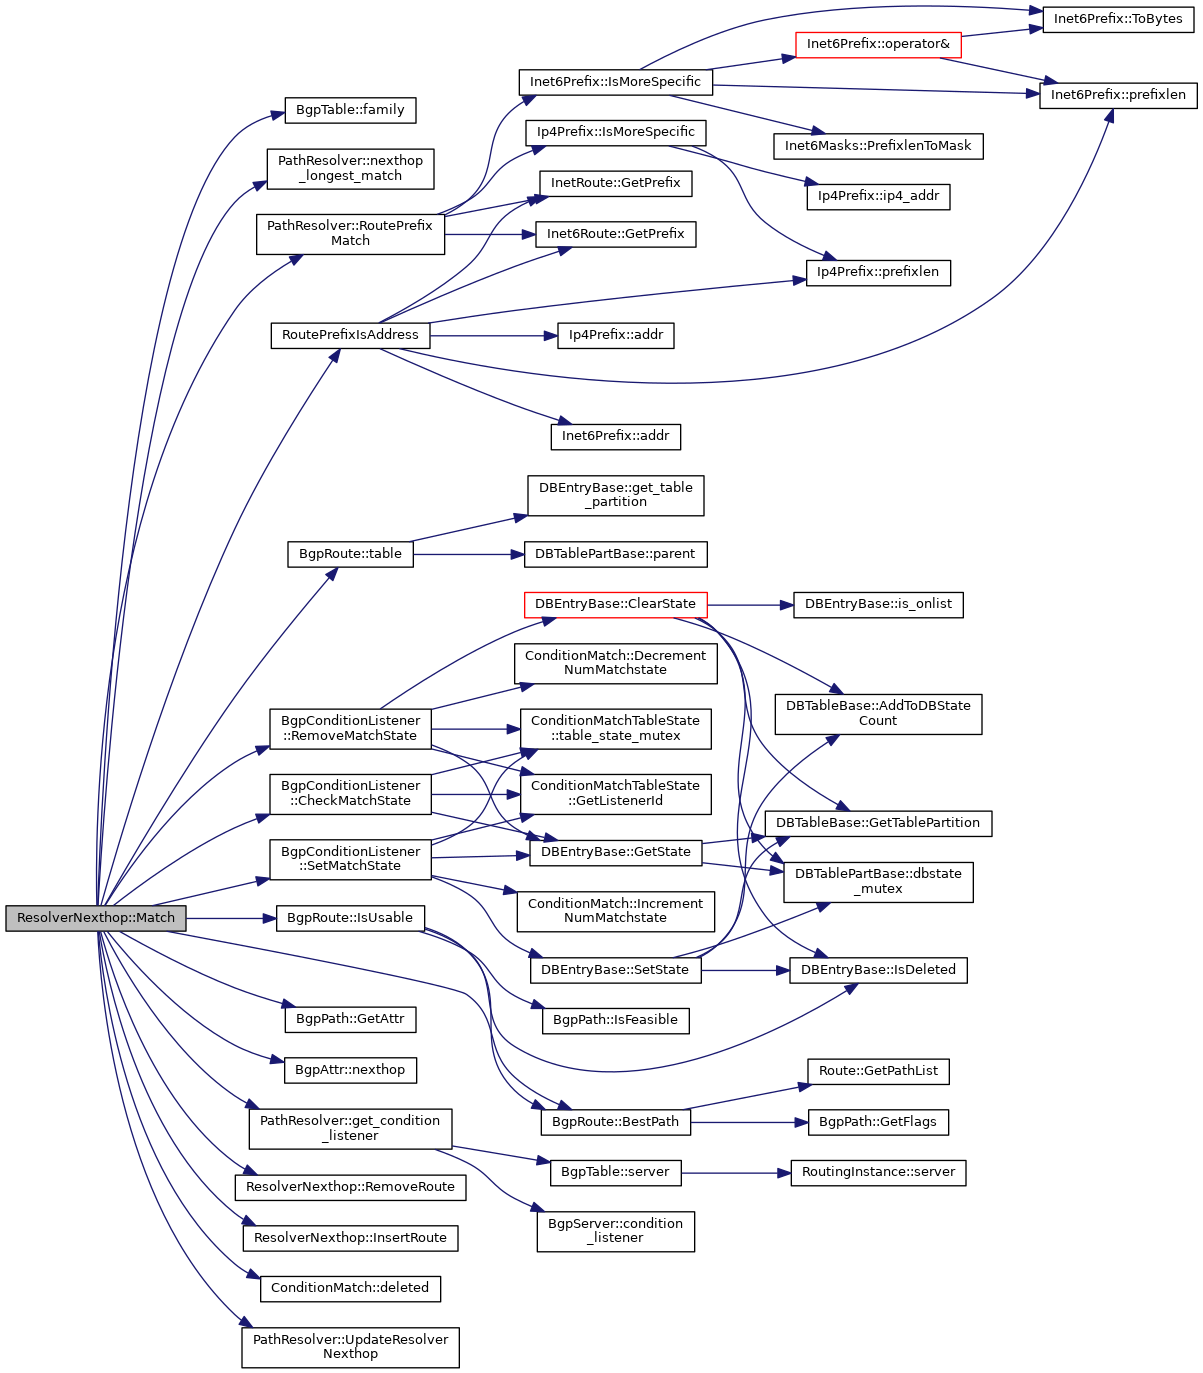 ResolverNexthop::Match
BgpTable::family
PathResolver::nexthop
_longest_match
PathResolver::RoutePrefix
Match
RoutePrefixIsAddress
BgpRoute::table
BgpConditionListener
::RemoveMatchState
BgpConditionListener
::CheckMatchState
BgpConditionListener
::SetMatchState
BgpRoute::IsUsable
BgpPath::GetAttr
BgpAttr::nexthop
PathResolver::get_condition
_listener
ResolverNexthop::RemoveRoute
ResolverNexthop::InsertRoute
ConditionMatch::deleted
PathResolver::UpdateResolver
Nexthop
Inet6Prefix::IsMoreSpecific
Ip4Prefix::IsMoreSpecific
InetRoute::GetPrefix
Inet6Route::GetPrefix
Ip4Prefix::addr
Inet6Prefix::addr
DBEntryBase::get_table
_partition
DBTablePartBase::parent
DBEntryBase::ClearState
ConditionMatch::Decrement
NumMatchstate
ConditionMatchTableState
::table_state_mutex
ConditionMatchTableState
::GetListenerId
DBEntryBase::GetState
ConditionMatch::Increment
NumMatchstate
DBEntryBase::SetState
BgpPath::IsFeasible
BgpRoute::BestPath
BgpTable::server
BgpServer::condition
_listener
Inet6Prefix::operator&
Inet6Masks::PrefixlenToMask
Ip4Prefix::ip4_addr
Ip4Prefix::prefixlen
DBEntryBase::is_onlist
DBTableBase::AddToDBState
Count
DBTableBase::GetTablePartition
DBTablePartBase::dbstate
_mutex
DBEntryBase::IsDeleted
Route::GetPathList
BgpPath::GetFlags
RoutingInstance::server
Inet6Prefix::ToBytes
Inet6Prefix::prefixlen